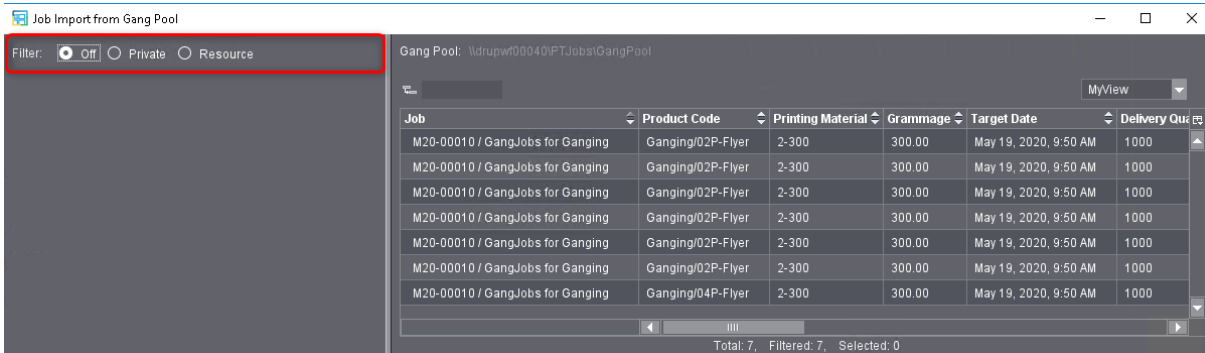 Job Import from Gang Pool
Filter: Off Private Resource
Gang Pool: \\drupwf00040\PTJobs\GangPool
MyView
Job Product Code Printing Material Grammage Target Date Delivery Qua
M20-00010 / GangJobs for Ganging Ganging/02P-Flyer 2-300 300.00 May 19, 2020, 9:50 AM 1000
M20-00010 / GangJobs for Ganging Ganging/02P-Flyer 2-300 300.00 May 19, 2020, 9:50 AM 1000
M20-00010 / GangJobs for Ganging Ganging/02P-Flyer 2-300 300.00 May 19, 2020, 9:50 AM 1000
M20-00010 / GangJobs for Ganging Ganging/02P-Flyer 2-300 300.00 May 19, 2020, 9:50 AM 1000
M20-00010 / GangJobs for Ganging Ganging/02P-Flyer 2-300 300.00 May 19, 2020, 9:50 AM 1000
M20-00010 / GangJobs for Ganging Ganging/02P-Flyer 2-300 300.00 May 19, 2020, 9:50 AM 1000
M20-00010 / GangJobs for Ganging Ganging/04P-Flyer 2-300 300.00 May 19, 2020, 9:50 AM 1000
Total: 7, Filtered: 7, Selected: 0